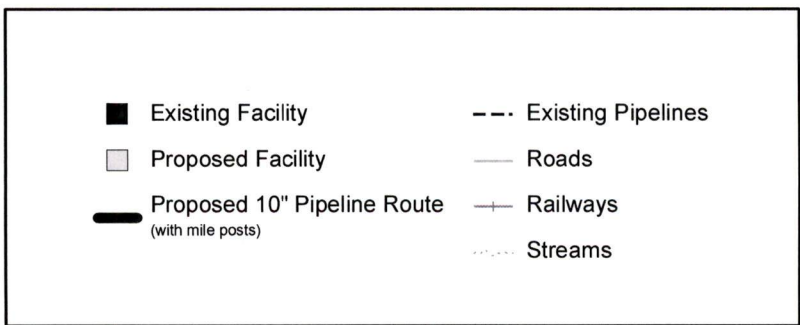 Existing Facility
Proposed Facility
Proposed 10" Pipeline Route
(with mile posts)
Existing Pipelines
Roads
Railways
Streams